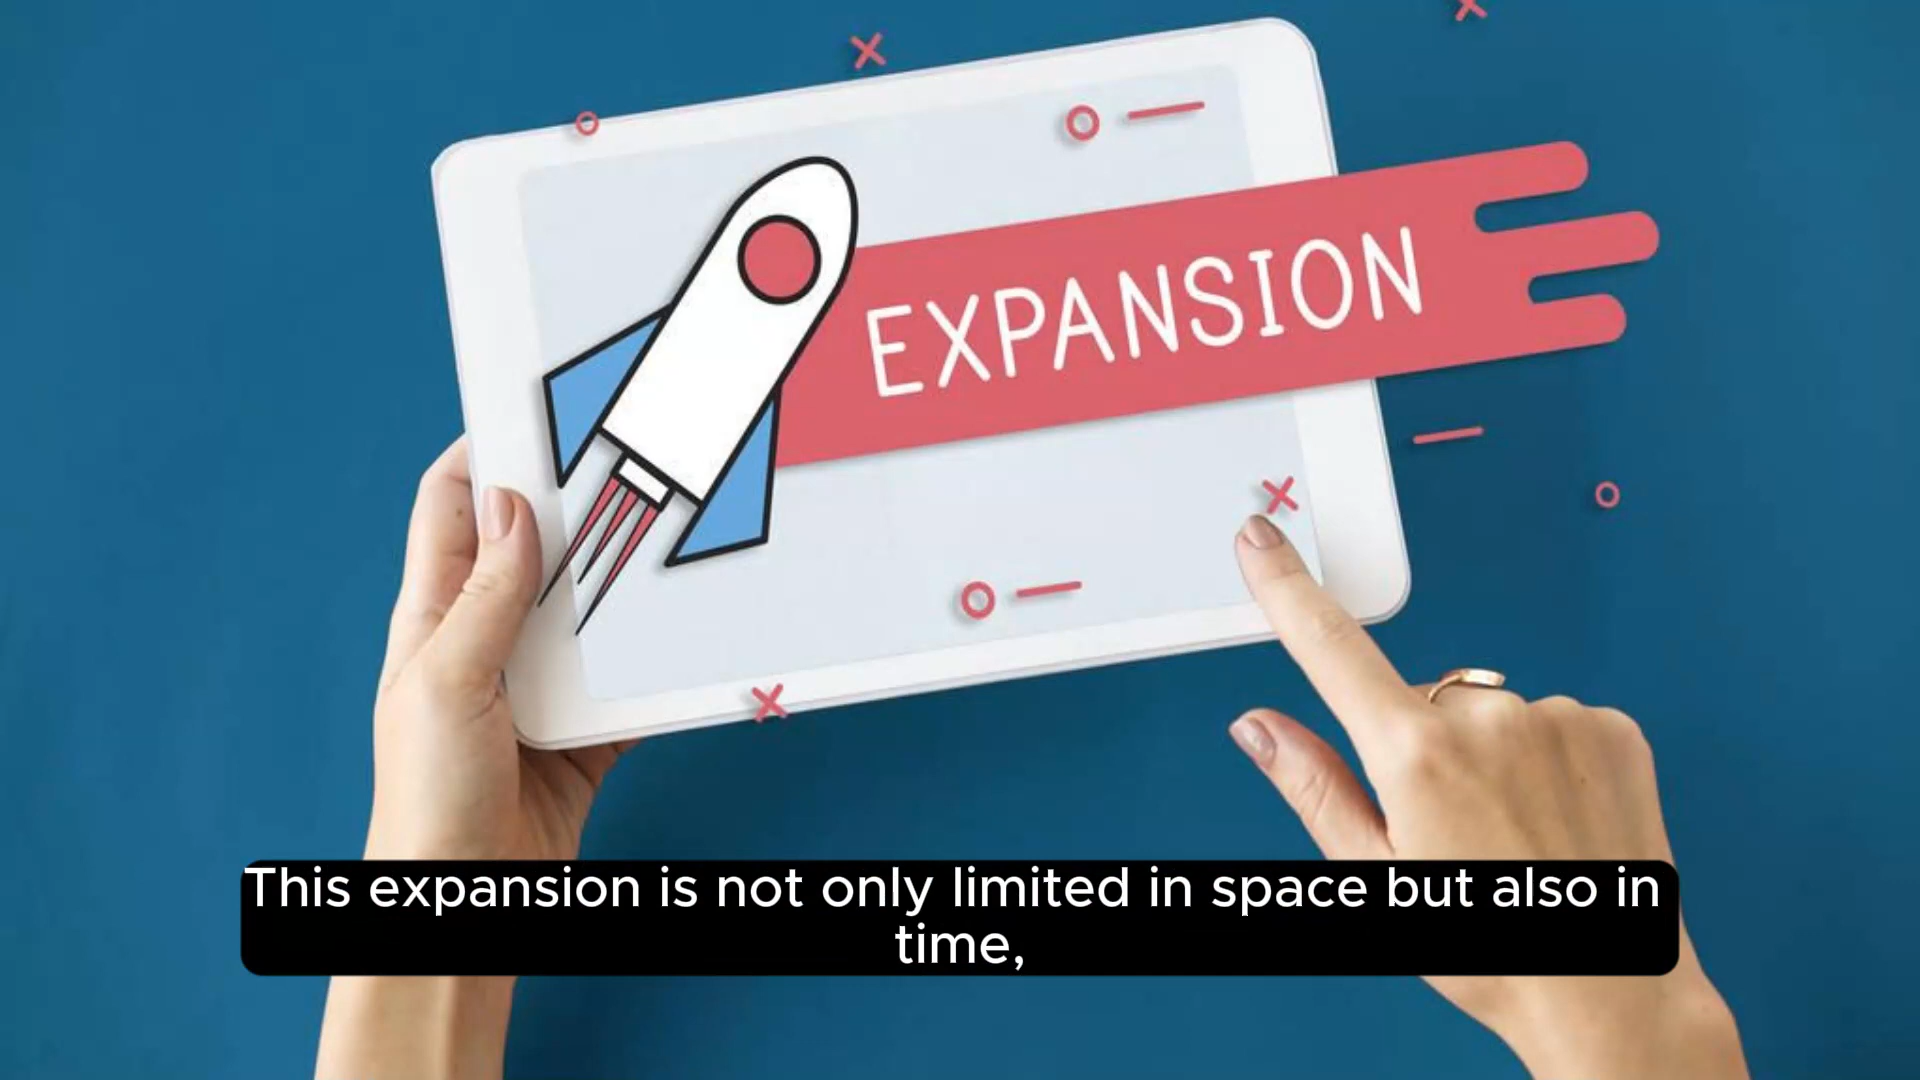 EXPANSION
This expansion is not only limited in space but also in
time,